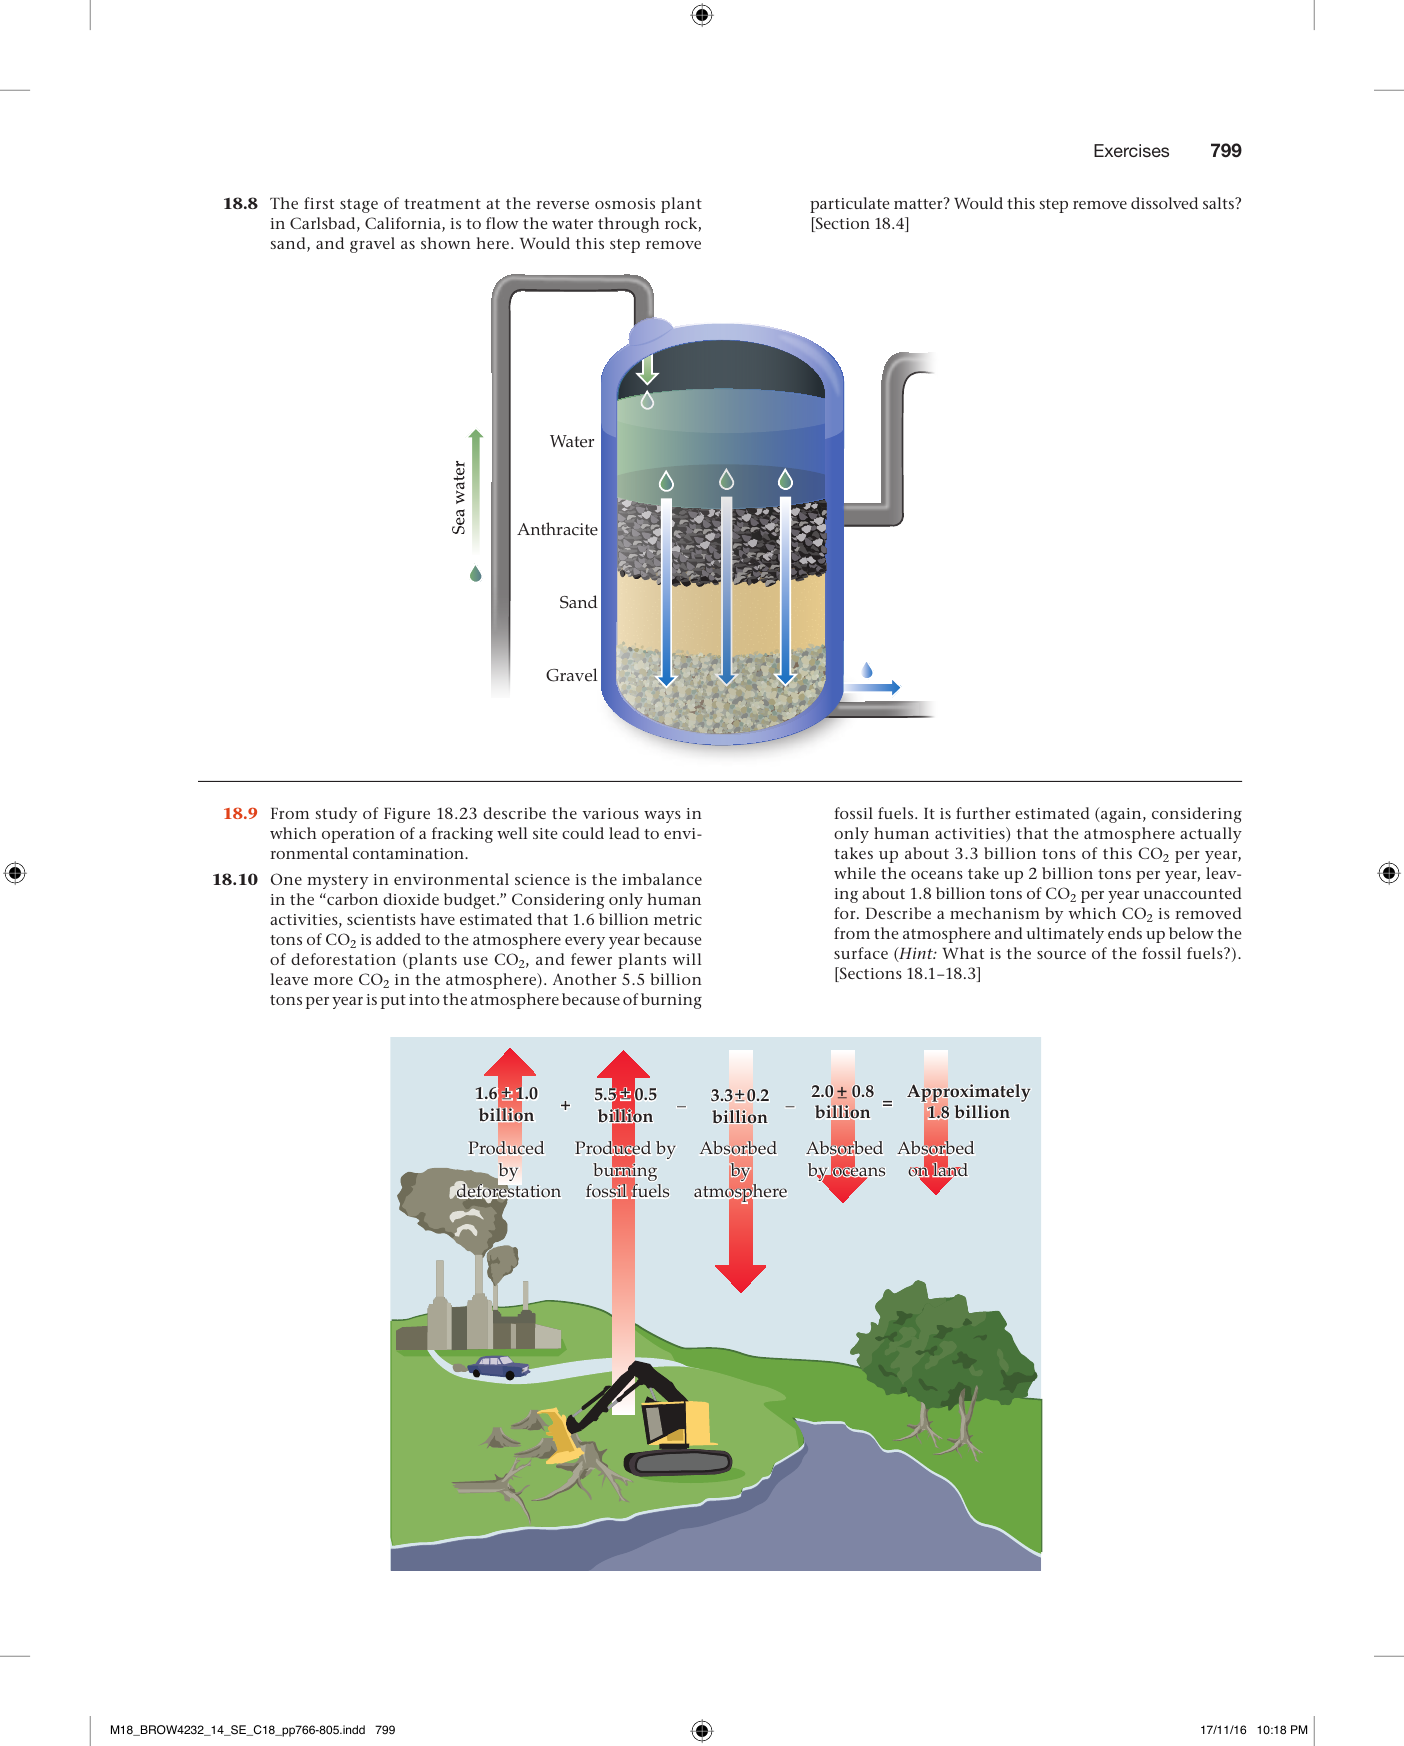 Exercises 799
18.8 The first stage of treatment at the reverse osmosis plant
in Carlsbad, California, is to flow the water through rock,
sand, and gravel as shown here. Would this step remove
particulate matter? Would this step remove dissolved salts?
[Section 18.4]
Sea water
Water
Anthracite
Sand
Gravel
18.9 From study of Figure 18.23 describe the various ways in
which operation of a fracking well site could lead to envi-
ronmental contamination.
18.10 One mystery in environmental science is the imbalance
in the “carbon dioxide budget.” Considering only human
activities, scientists have estimated that 1.6 billion metric
tons of CO2 is added to the atmosphere every year because
of deforestation (plants use CO2, and fewer plants will
leave more CO2 in the atmosphere). Another 5.5 billion
tons per year is put into the atmosphere because of burning
fossil fuels. It is further estimated (again, considering
only human activities) that the atmosphere actually
takes up about 3.3 billion tons of this CO2 per year,
while the oceans take up 2 billion tons per year, leav-
ing about 1.8 billion tons of CO2 per year unaccounted
for. Describe a mechanism by which CO2 is removed
from the atmosphere and ultimately ends up below the
surface (Hint: What is the source of the fossil fuels?).
[Sections 18.1–18.3]
1.6 ± 1.0
billion
Produced
by
deforestation
+
5.5 ± 0.5
billion
Produced by
burning
fossil fuels
–
3.3 ± 0.2
billion
Absorbed
by
atmosphere
–
2.0 ± 0.8
billion
Absorbed
by oceans
=
Approximately
1.8 billion
Absorbed
on land
M18_BROW4232_14_SE_C18_pp766-805.indd 799
17/11/16 10:18 PM